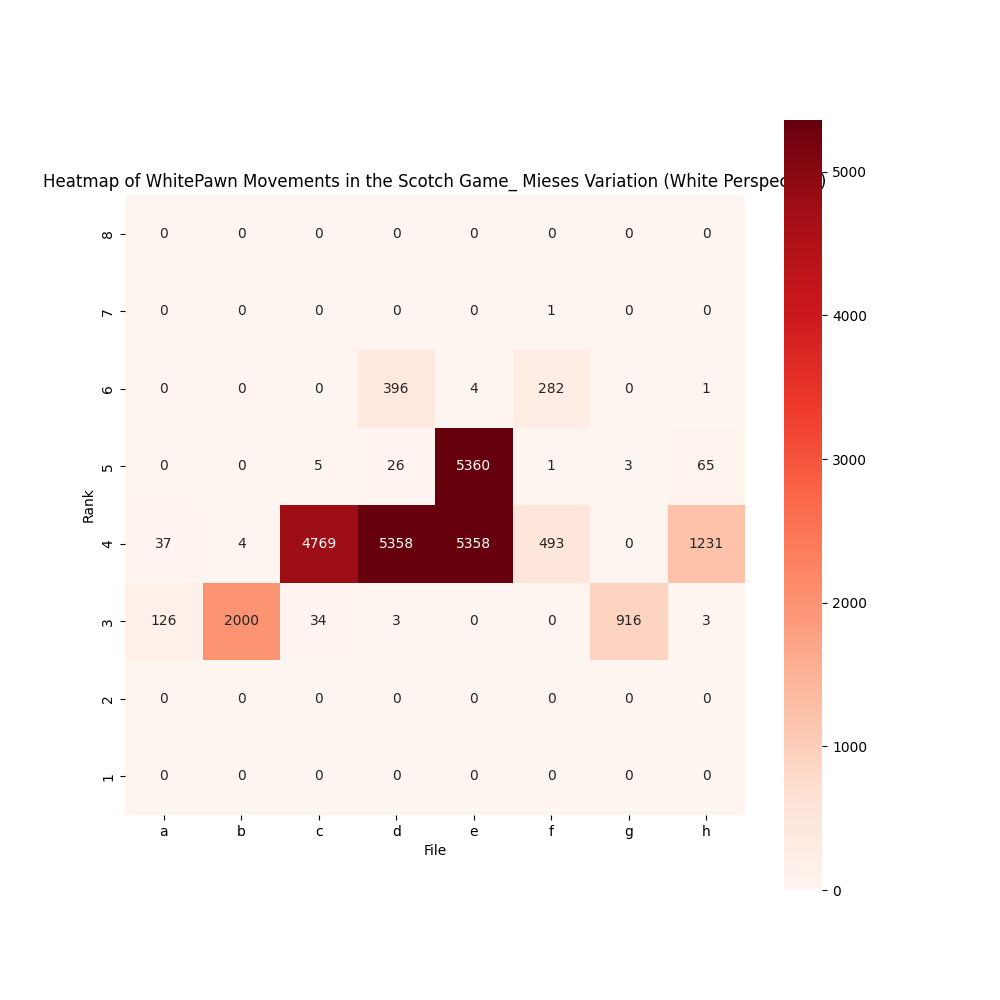 Heatmap of WhitePawn Movements in the Scotch Game_ Mieses Variation (White Perspec )
5000
4000
3000
2000
1000
0
Rank
8 0 0 0 0 0 0 0 0
7 0 0 0 0 0 1 0 0
6 0 0 0 396 4 282 0 1
5 0 0 5 26 5360 1 3 65
4 37 4 4769 5358 5358 493 0 1231
3 126 2000 34 3 0 0 916 3
2 0 0 0 0 0 0 0 0
1 0 0 0 0 0 0 0 0
a b c d e f g h
File